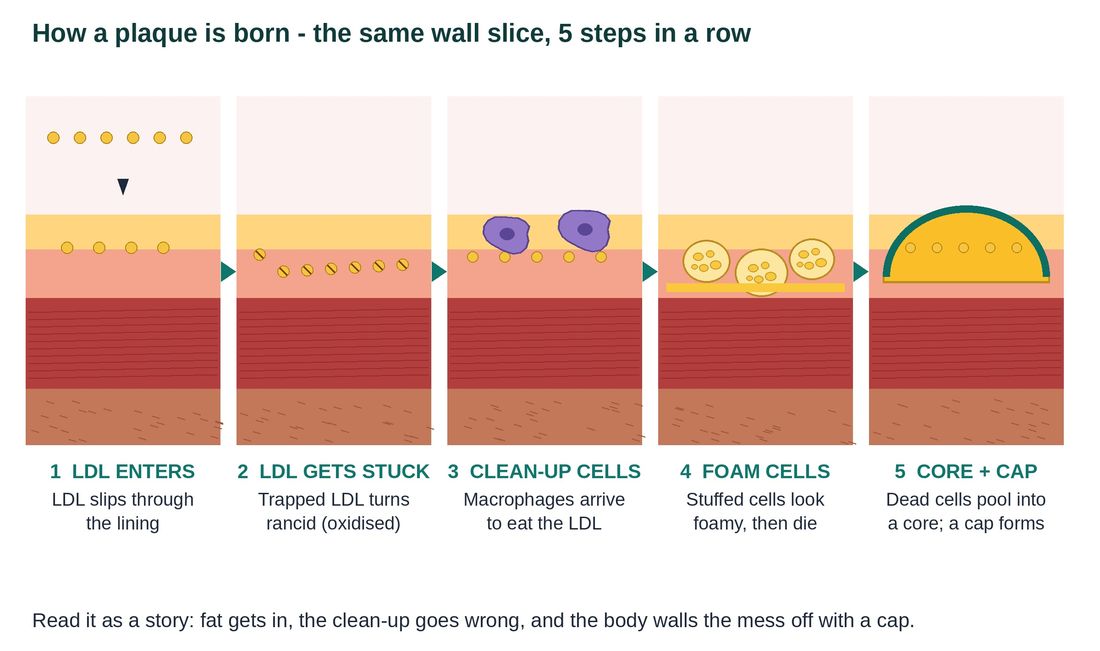 How a plaque is born - the same wall slice, 5 steps in a row
1 LDL ENTERS
LDL slips through
the lining
2 LDL GETS STUCK
Trapped LDL turns
rancid (oxidised)
3 CLEAN-UP CELLS
Macrophages arrive
to eat the LDL
4 FOAM CELLS
Stuffed cells look
foamy, then die
5 CORE + CAP
Dead cells pool into
a core; a cap forms
Read it as a story: fat gets in, the clean-up goes wrong, and the body walls the mess off with a cap.